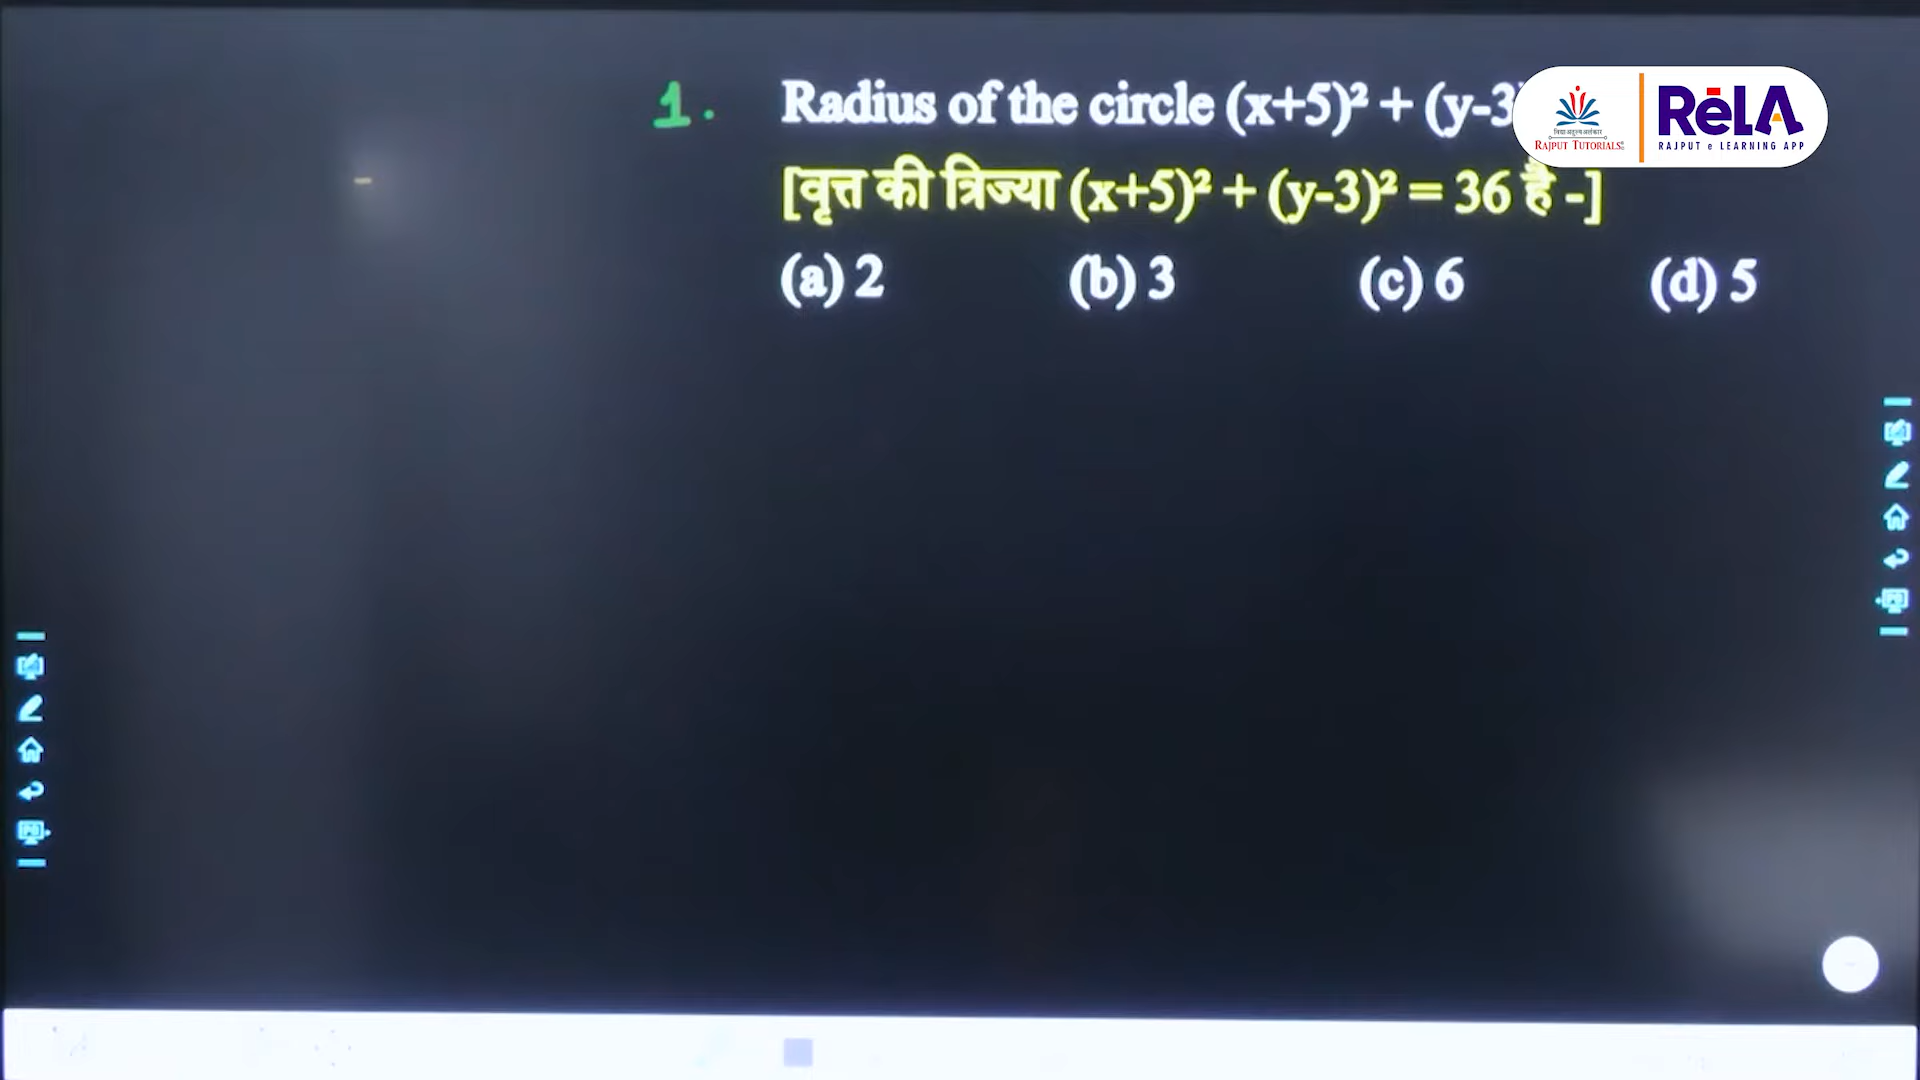 1. Radius of the circle (x+5)² + (y-3
[वृत्त की त्रिज्या (x+5)² + (y-3)² = 36 है -]
(a) 2 (b) 3 (c) 6 (d) 5
RAJPUT TUTORIALS
RELA
RAJPUT e LEARNING APP